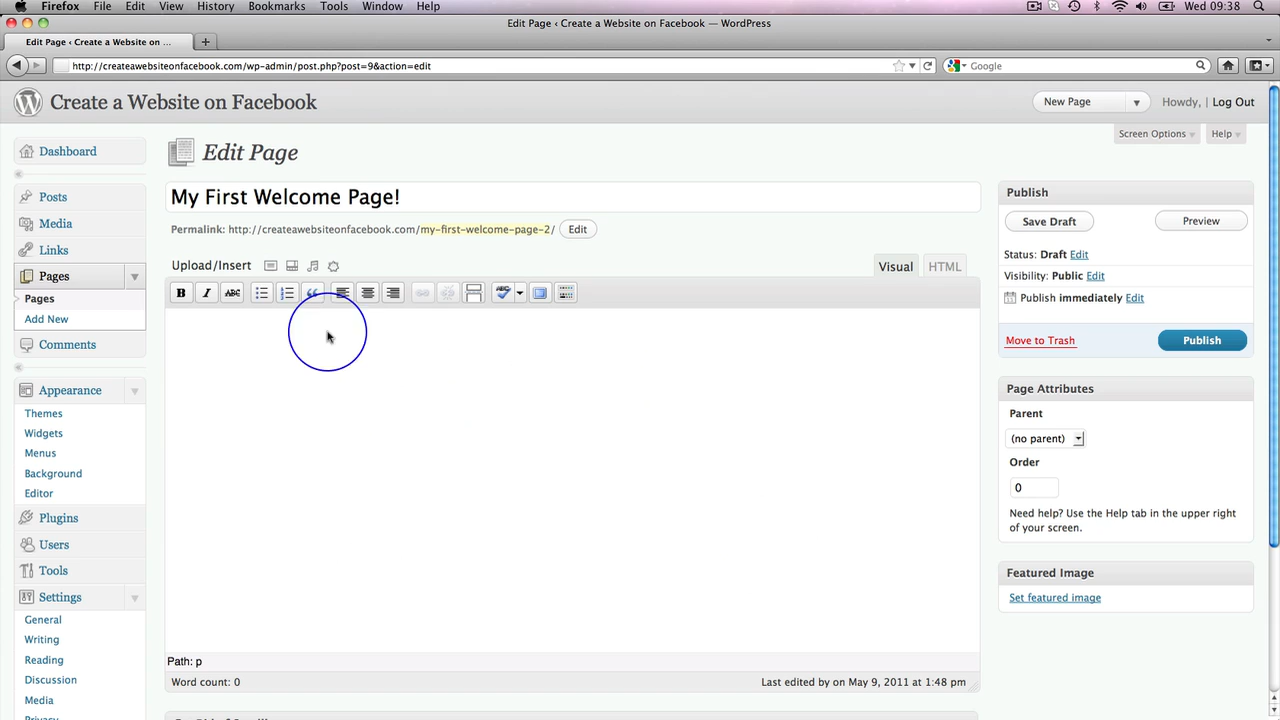 Firefox File Edit View History Bookmarks Tools Window Help Wed 09:38
Edit Page ‹ Create a Website on Facebook — WordPress
Edit Page ‹ Create a Website on ... +
http://createawebsiteonfacebook.com/wp-admin/post.php?post=9&action=edit Google
Create a Website on Facebook New Page Howdy, | Log Out
Screen Options Help
Dashboard
Posts
Media
Links
Pages
Pages
Add New
Comments
Appearance
Themes
Widgets
Menus
Background
Editor
Plugins
Users
Tools
Settings
General
Writing
Reading
Discussion
Media
Edit Page
My First Welcome Page!
Permalink: http://createawebsiteonfacebook.com/my-first-welcome-page-2/ Edit
Upload/Insert Visual HTML
B I ABC
Path: p
Word count: 0 Last edited by on May 9, 2011 at 1:48 pm
Publish
Save Draft Preview
Status: Draft Edit
Visibility: Public Edit
Publish immediately Edit
Move to Trash Publish
Page Attributes
Parent
(no parent)
Order
0
Need help? Use the Help tab in the upper right
of your screen.
Featured Image
Set featured image